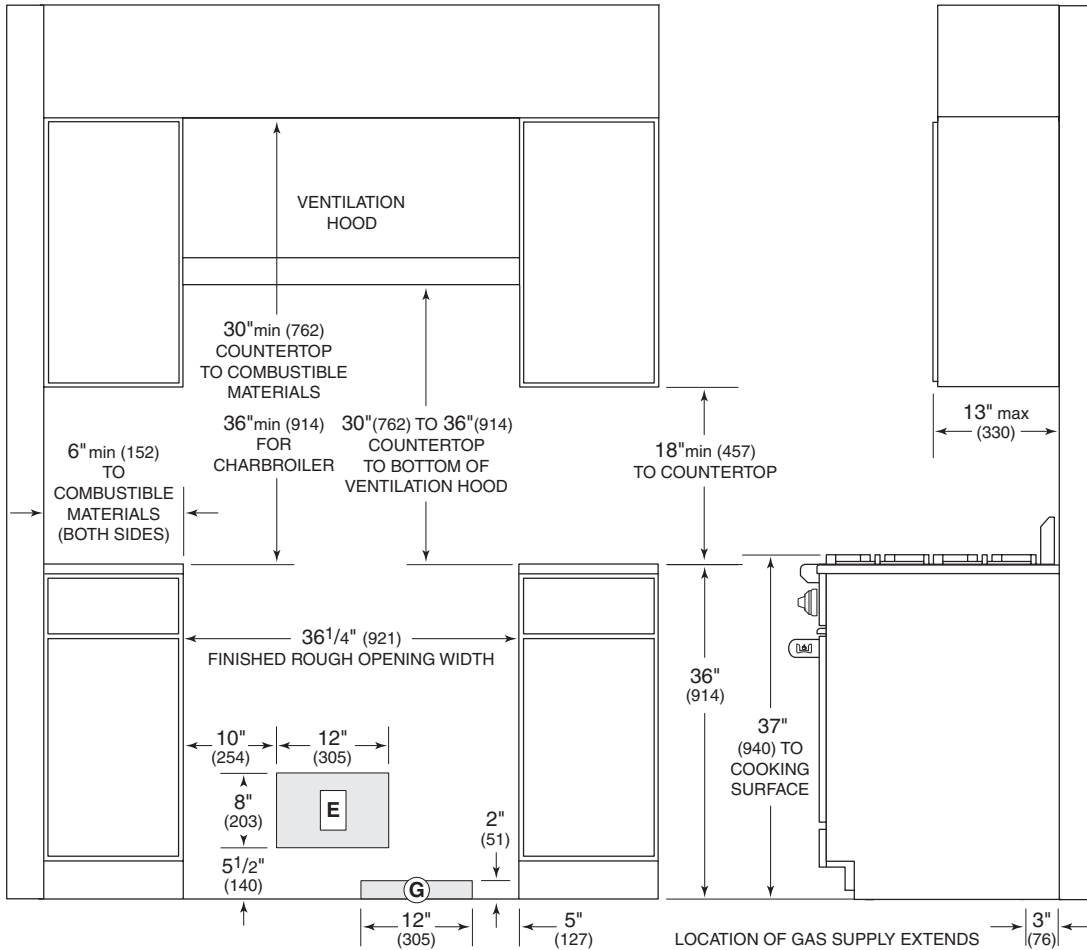 VENTILATION
HOOD
30"min (762)
COUNTERTOP
TO COMBUSTIBLE
MATERIALS
36"min (914)
FOR
CHARBROILER
30"(762) TO 36"(914)
COUNTERTOP
TO BOTTOM OF
VENTILATION HOOD
6"min (152)
TO
COMBUSTIBLE
MATERIALS
(BOTH SIDES)
18"min (457)
TO COUNTERTOP
13" max
(330)
36 1/4" (921)
FINISHED ROUGH OPENING WIDTH
36"
(914)
37"
(940) TO
COOKING
SURFACE
10"
(254)
12"
(305)
8"
(203)
E
5 1/2"
(140)
2"
(51)
G
12"
(305)
5"
(127)
LOCATION OF GAS SUPPLY EXTENDS
3"
(76)